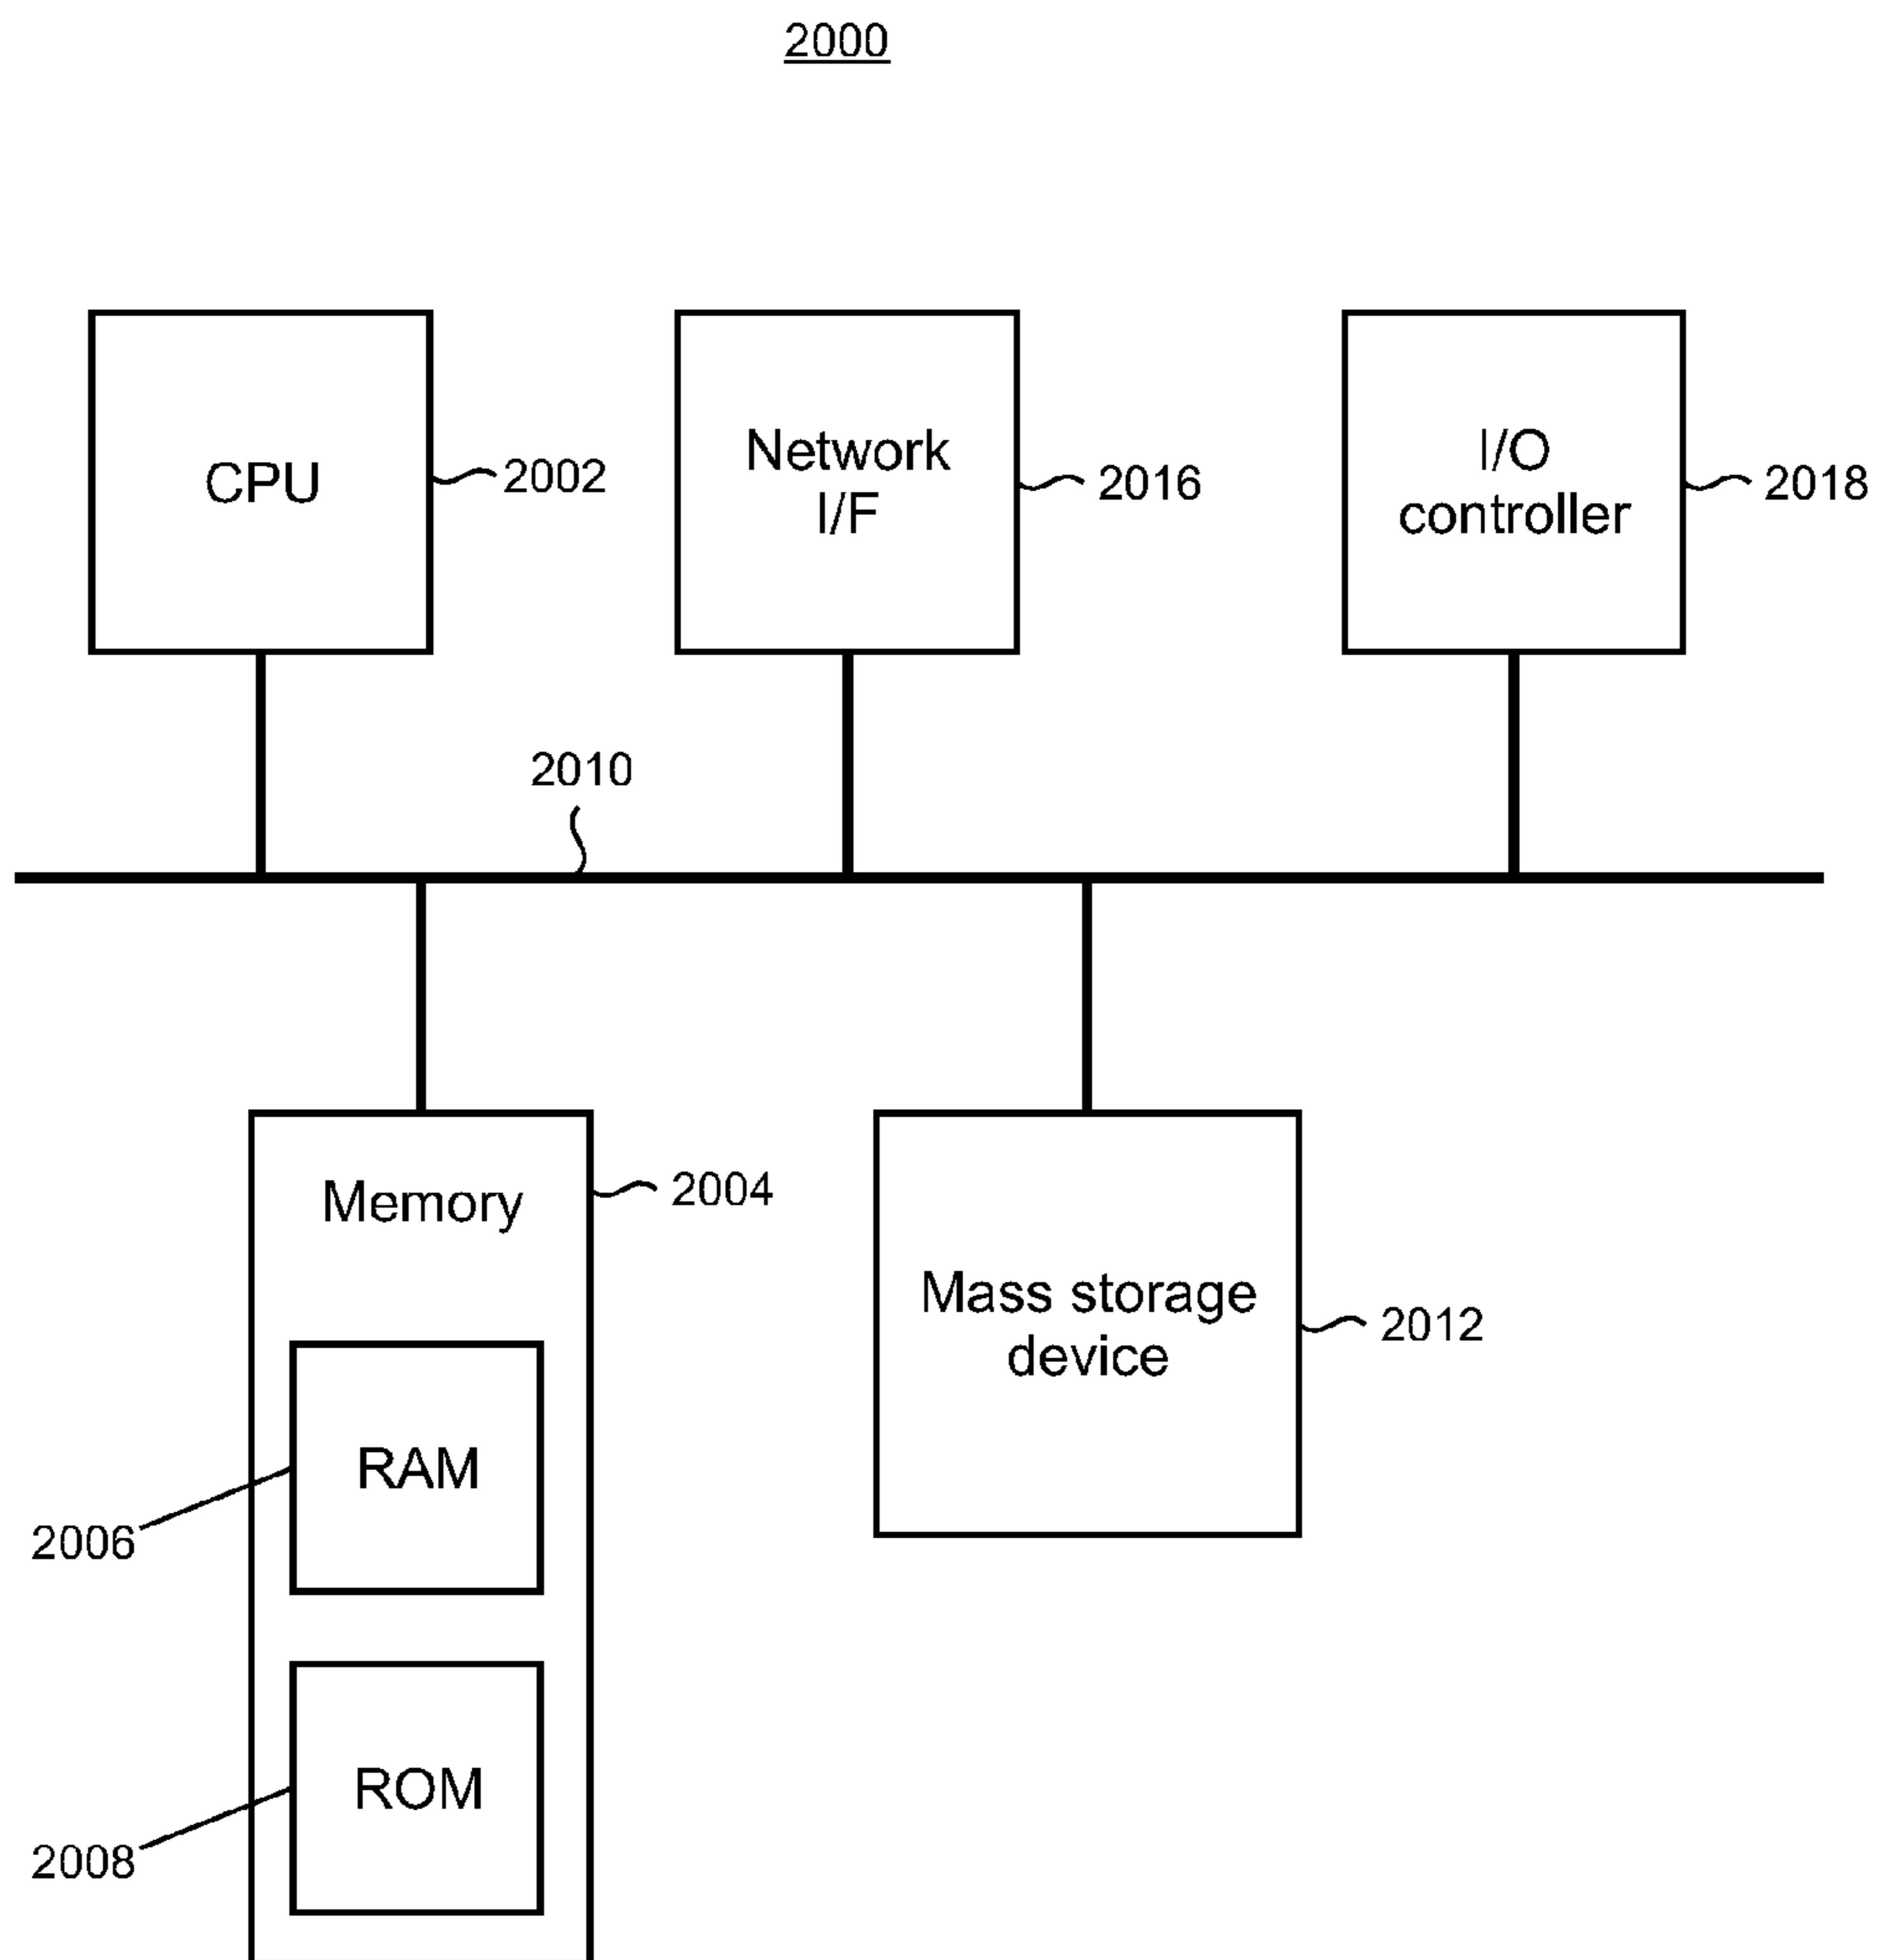 2000
CPU
2002
Network
I/F
2016
I/O
controller
2018
2010
Memory
2004
Mass storage
device
2012
RAM
2006
ROM
2008